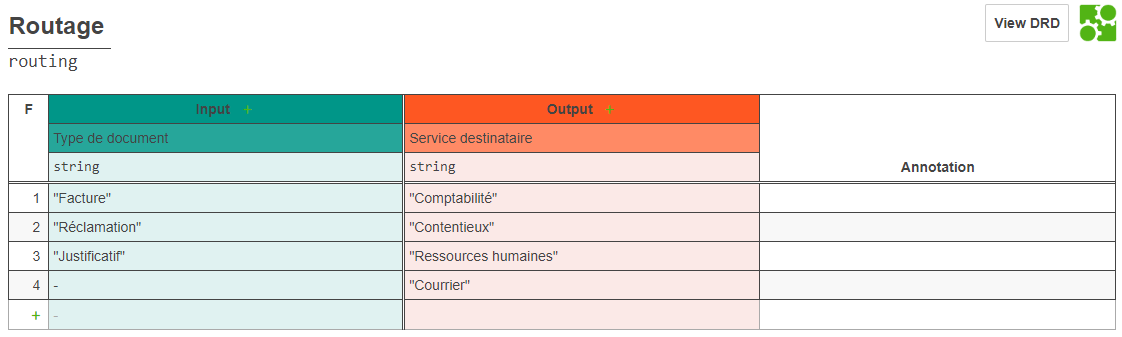 Routage
View DRD
routing
F Input + Output +
Type de document Service destinataire
string string Annotation
1 "Facture" "Comptabilité"
2 "Réclamation" "Contentieux"
3 "Justificatif" "Ressources humaines"
4 - "Courrier"
+ -